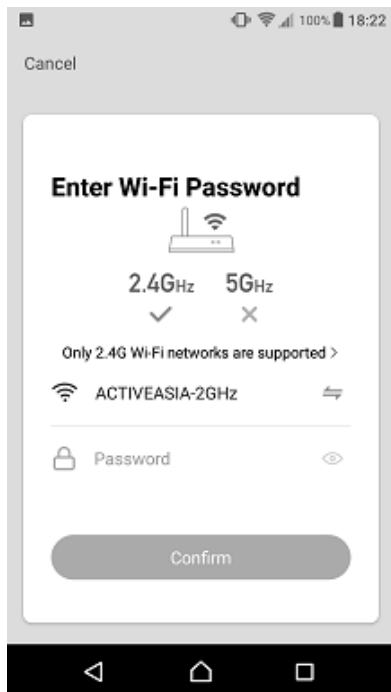 100% 18:22
Cancel
Enter Wi-Fi Password
2.4GHz 5GHz
Only 2.4G Wi-Fi networks are supported >
ACTIVEASIA-2GHz
Password
Confirm